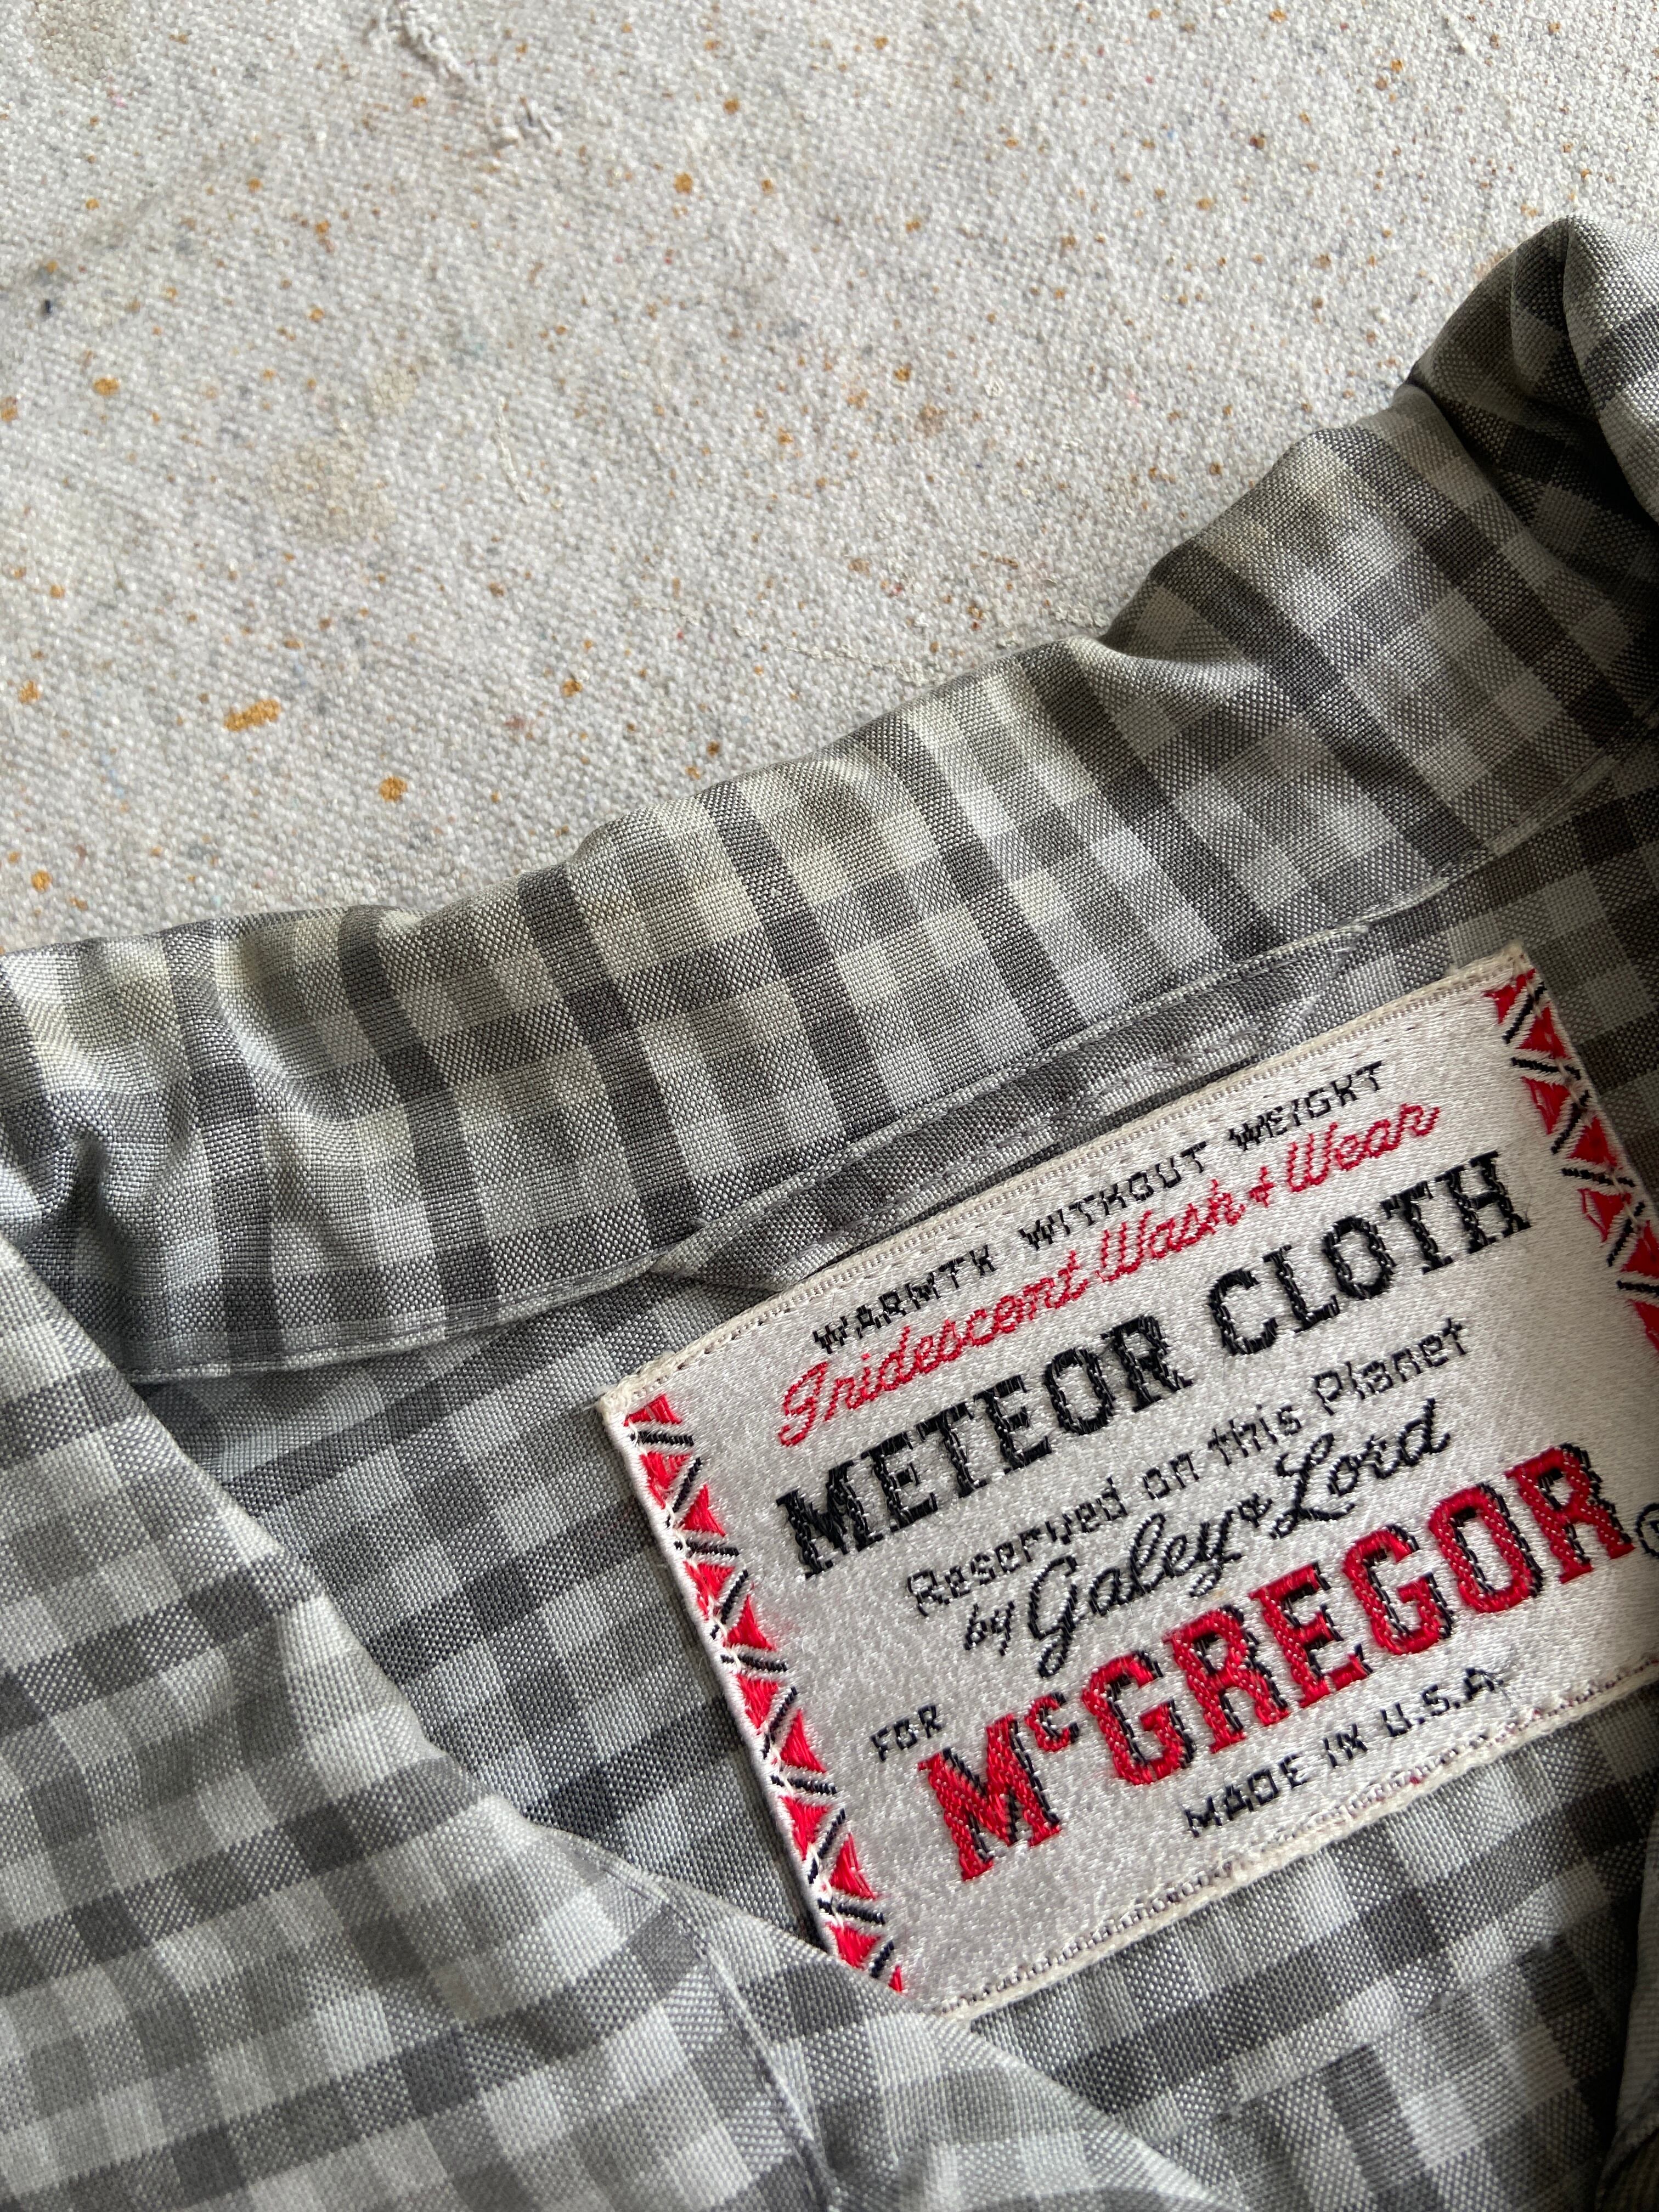 WARMTH WITHOUT WEIGHT
Iridescent Wash & Wear
METEOR CLOTH
Reserved on this Planet
by Galey & Lord
FOR
McGREGOR®
MADE IN U.S.A.